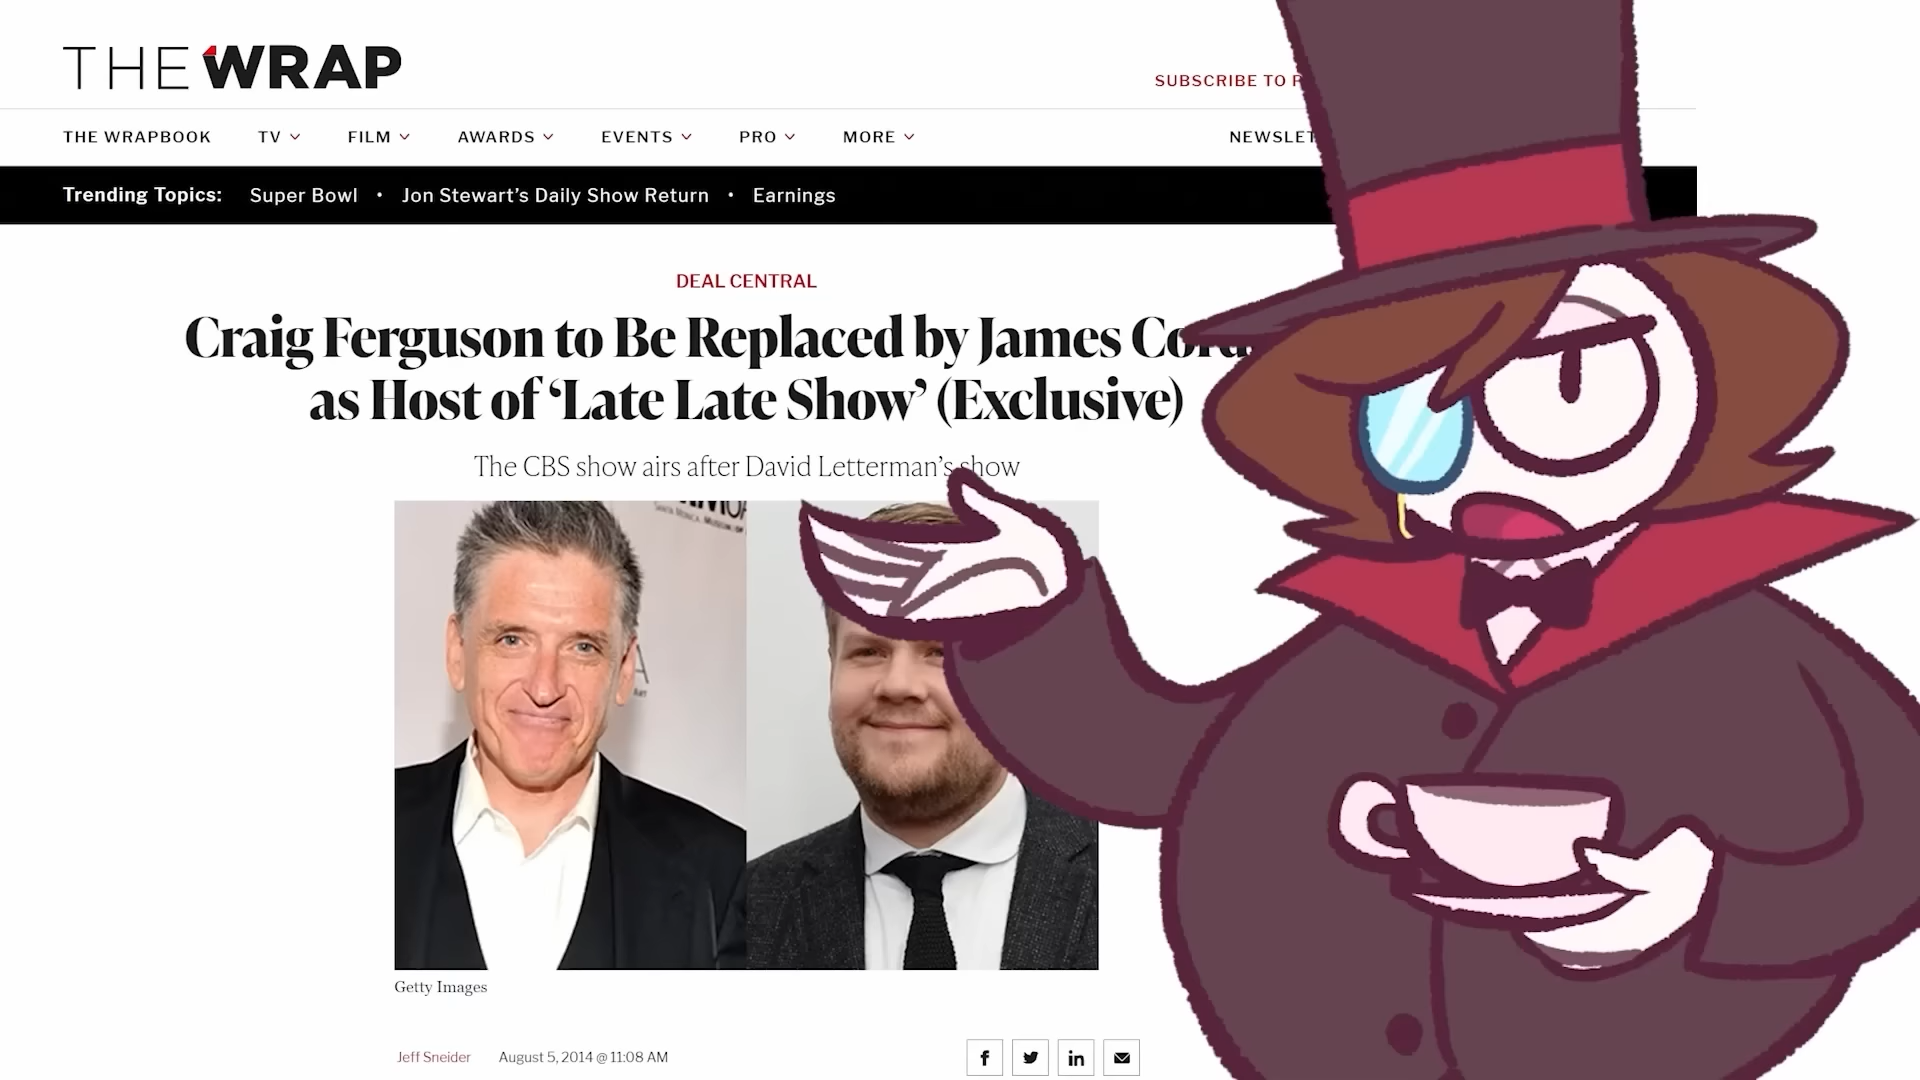 THE WRAP
SUBSCRIBE TO
THE WRAPBOOK TV FILM AWARDS EVENTS PRO MORE
Trending Topics: Super Bowl • Jon Stewart's Daily Show Return • Earnings
DEAL CENTRAL
Craig Ferguson to Be Replaced by James
as Host of ‘Late Late Show’ (Exclusive)
The CBS show airs after David Letterman's show
Getty Images
Jeff Sneider August 5, 2014 @ 11:08 AM